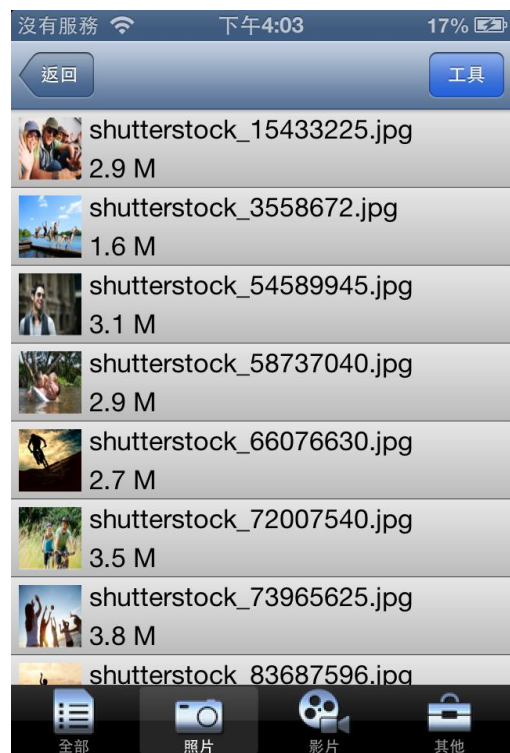 沒有服務 下午4:03 17%
返回 工具
shutterstock_15433225.jpg
2.9 M
shutterstock_3558672.jpg
1.6 M
shutterstock_54589945.jpg
3.1 M
shutterstock_58737040.jpg
2.9 M
shutterstock_66076630.jpg
2.7 M
shutterstock_72007540.jpg
3.5 M
shutterstock_73965625.jpg
3.8 M
shutterstock_83687596.jpg
全部 照片 影片 其他